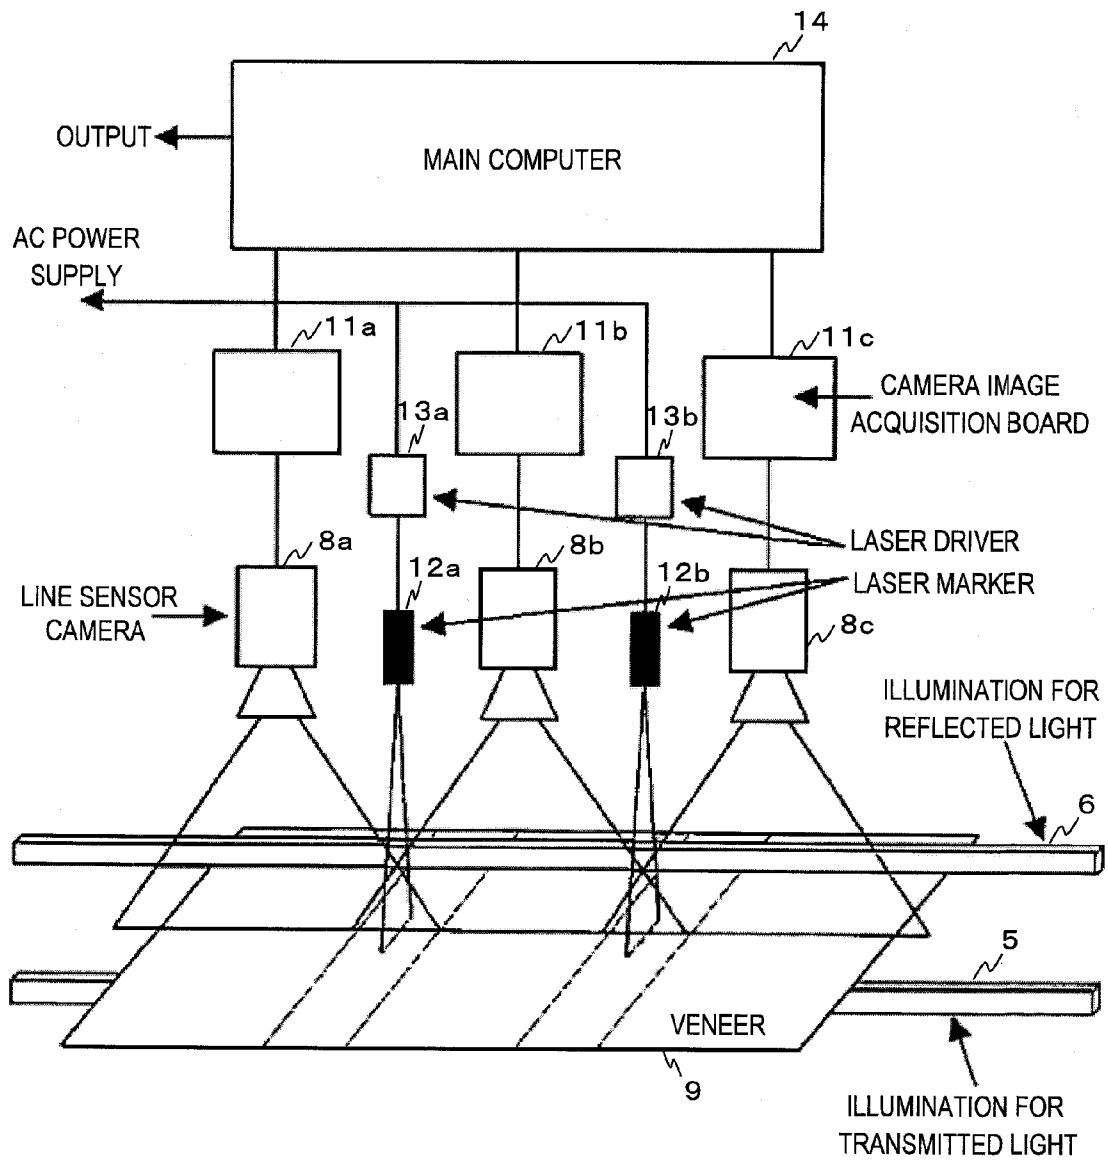 14
OUTPUT
MAIN COMPUTER
AC POWER
SUPPLY
11a
11b
11c
CAMERA IMAGE
ACQUISITION BOARD
13a
13b
8a
8b
LASER DRIVER
12a
12b
LASER MARKER
LINE SENSOR
CAMERA
8c
ILLUMINATION FOR
REFLECTED LIGHT
6
5
VENEER
9
ILLUMINATION FOR
TRANSMITTED LIGHT